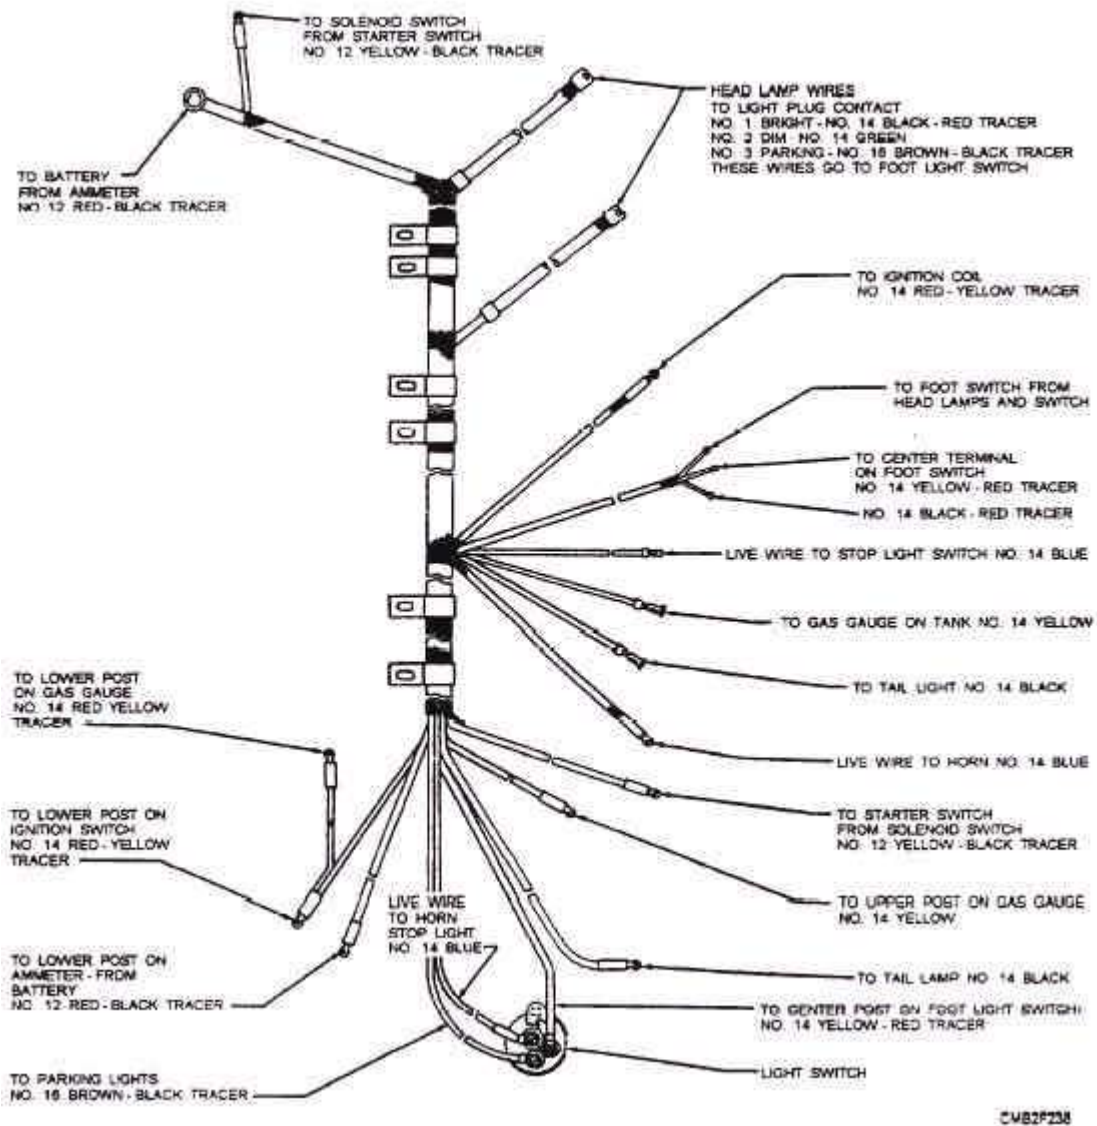 TO SOLENOID SWITCH
FROM STARTER SWITCH
NO. 12 YELLOW - BLACK TRACER
HEAD LAMP WIRES
TO LIGHT PLUG CONTACT
NO. 1 BRIGHT - NO. 14 BLACK - RED TRACER
NO. 2 DIM NO. 14 GREEN
NO. 3 PARKING - NO. 16 BROWN - BLACK TRACER
THESE WIRES GO TO FOOT LIGHT SWITCH
TO BATTERY
FROM AMMETER
NO. 12 RED - BLACK TRACER
TO IGNITION COIL
NO. 14 RED - YELLOW TRACER
TO FOOT SWITCH FROM
HEAD LAMPS AND SWITCH
TO CENTER TERMINAL
ON FOOT SWITCH
NO. 14 YELLOW - RED TRACER
NO. 14 BLACK - RED TRACER
LIVE WIRE TO STOP LIGHT SWITCH NO. 14 BLUE
TO GAS GAUGE ON TANK NO. 14 YELLOW
TO TAIL LIGHT NO. 14 BLACK
LIVE WIRE TO HORN NO. 14 BLUE
TO LOWER POST
ON GAS GAUGE
NO. 14 RED YELLOW
TRACER
TO STARTER SWITCH
FROM SOLENOID SWITCH
NO. 12 YELLOW - BLACK TRACER
TO LOWER POST ON
IGNITION SWITCH
NO. 14 RED - YELLOW
TRACER
TO UPPER POST ON GAS GAUGE
NO. 14 YELLOW
LIVE WIRE
TO HORN
STOP LIGHT
NO. 14 BLUE
TO LOWER POST ON
AMMETER - FROM
BATTERY
NO. 12 RED - BLACK TRACER
TO TAIL LAMP NO. 14 BLACK
TO CENTER POST ON FOOT LIGHT SWITCH)
NO. 14 YELLOW - RED TRACER
LIGHT SWITCH
TO PARKING LIGHTS
NO. 16 BROWN - BLACK TRACER
CMB2F238